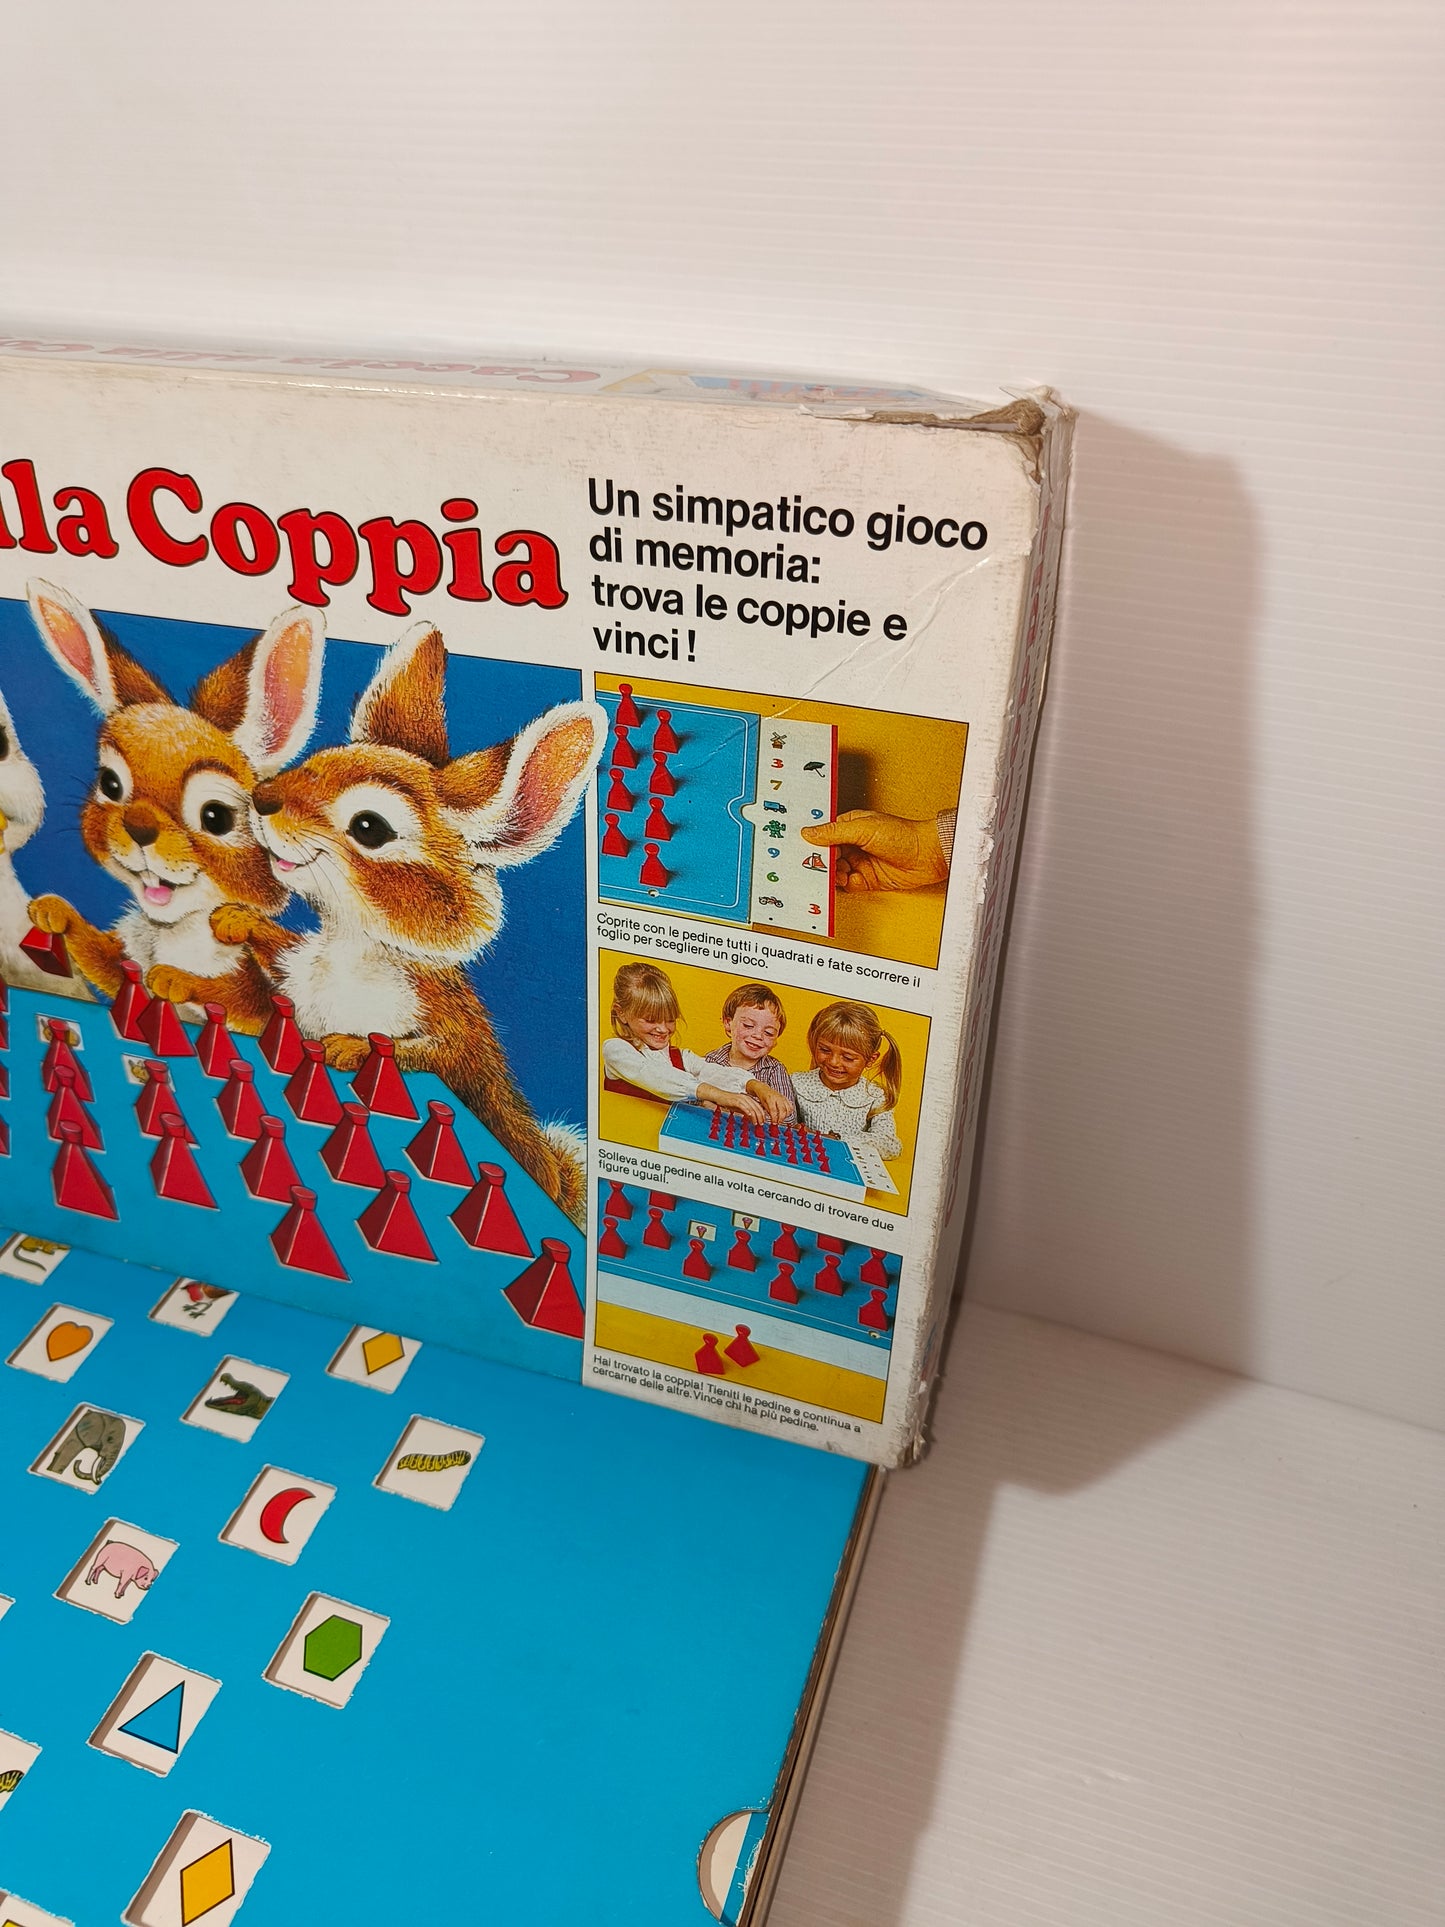 Caccia alla Co
lla Coppia
Un simpatico gioco
di memoria:
trova le coppie e
vinci!
3
7
9
9
6
3
Coprite con le pedine tutti i quadrati e fate scorrere il
foglio per scegliere un gioco.
Solleva due pedine alla volta cercando di trovare due
figure uguali.
Hai trovato la coppia! Tieniti le pedine e continua a
cercarne delle altre. Vince chi ha più pedine.